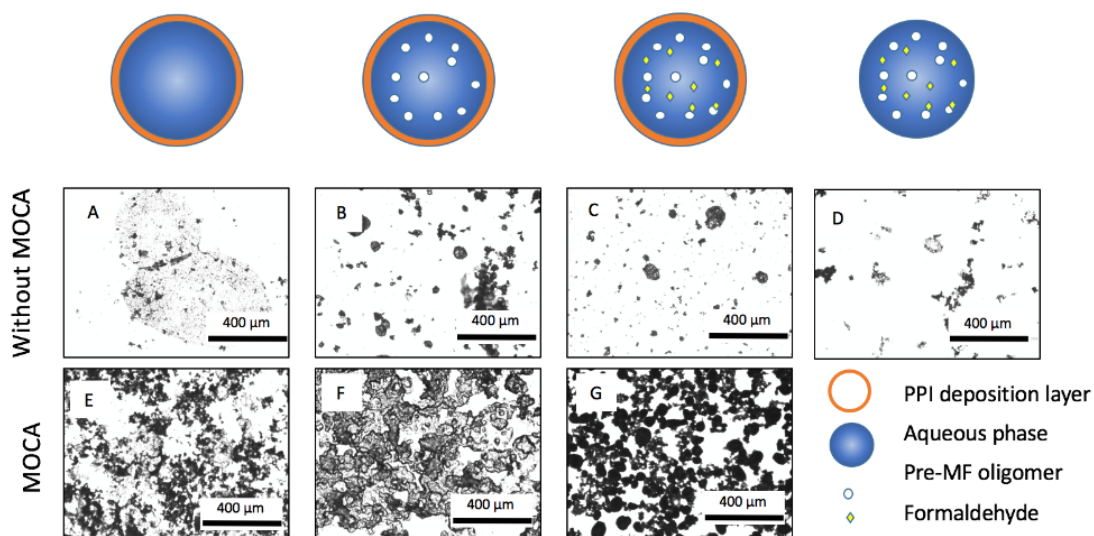 Without MOCA
A
400 μm
B
400 μm
C
400 μm
D
400 μm
MOCA
E
400 μm
F
400 μm
G
400 μm
PPI deposition layer
Aqueous phase
Pre-MF oligomer
Formaldehyde